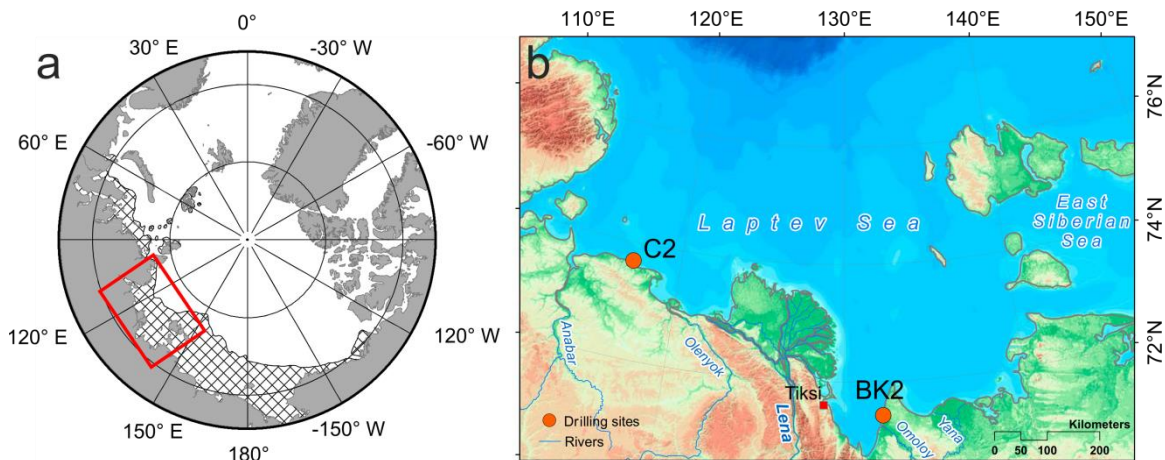 a
0°
30° E
-30° W
60° E
-60° W
120° E
-120° W
150° E
-150° W
180°
b
110°E
120°E
130°E
140°E
150°E
76°N
74°N
72°N
Laptev Sea
East
Siberian
Sea
C2
Anabar
Olenyok
Tiksi
Lena
BK2
Omoloy
Yana
Drilling sites
Rivers
Kilometers
0 50 100 200